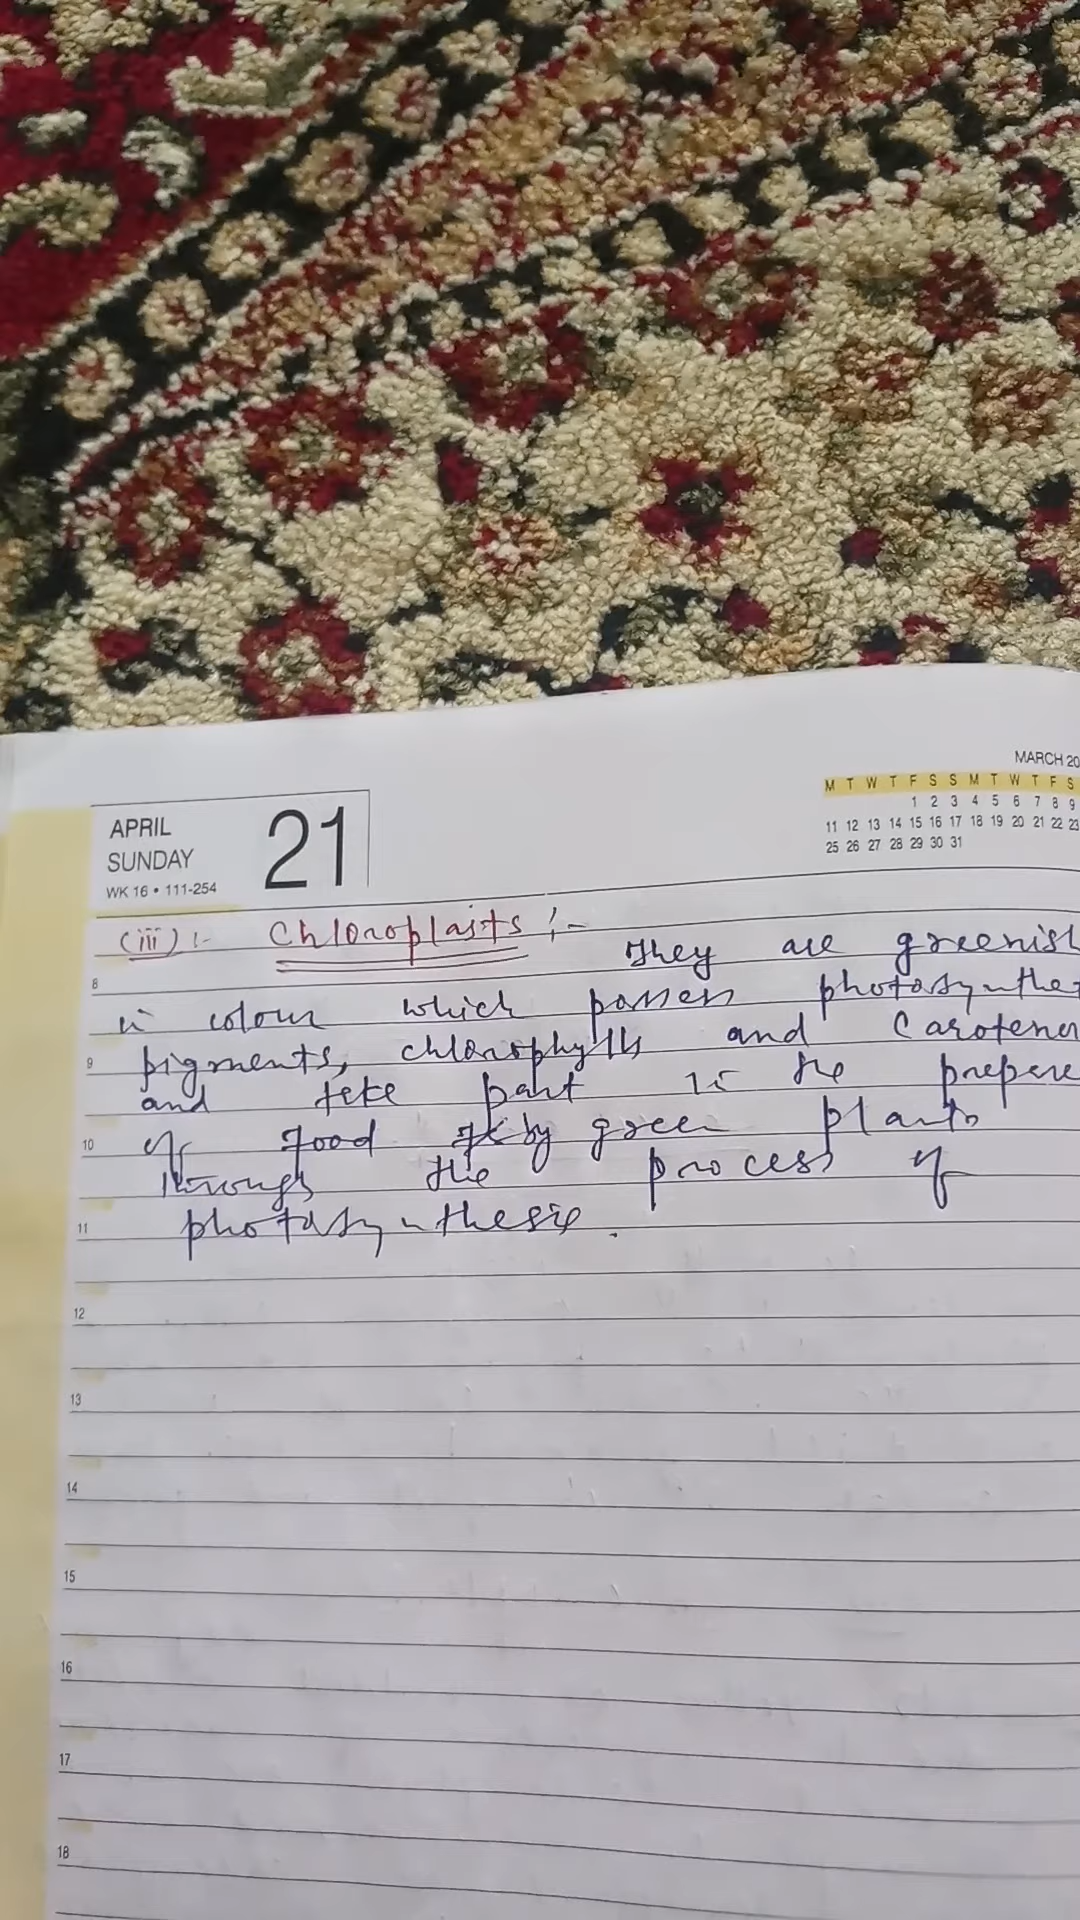 MARCH 20
APRIL
SUNDAY
21
WK 16 • 111-254
M T W T F S S M T W T F S
1 2 3 4 5 6 7 8 9
11 12 13 14 15 16 17 18 19 20 21 22 23
25 26 27 28 29 30 31
(iii) :- Chloroplasts :-
They are greenish
8
in colour which possess photosynthet
9
pigments, chlorophylls and Carotene
and take part in the prepare
10
of food by green plants
through the process of
11
photosynthesis.
12
13
14
15
16
17
18